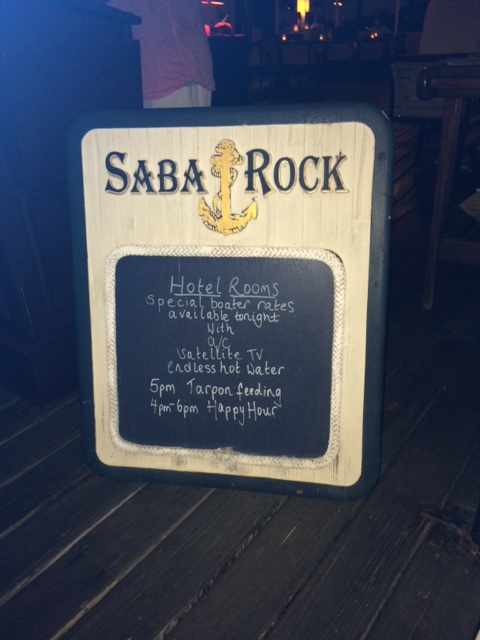 SABA ROCK
Hotel Rooms
Special boater rates
available tonight
With
a/c
Satellite TV
Endless hot water
5pm Tarpon feeding
4pm-6pm Happy Hour